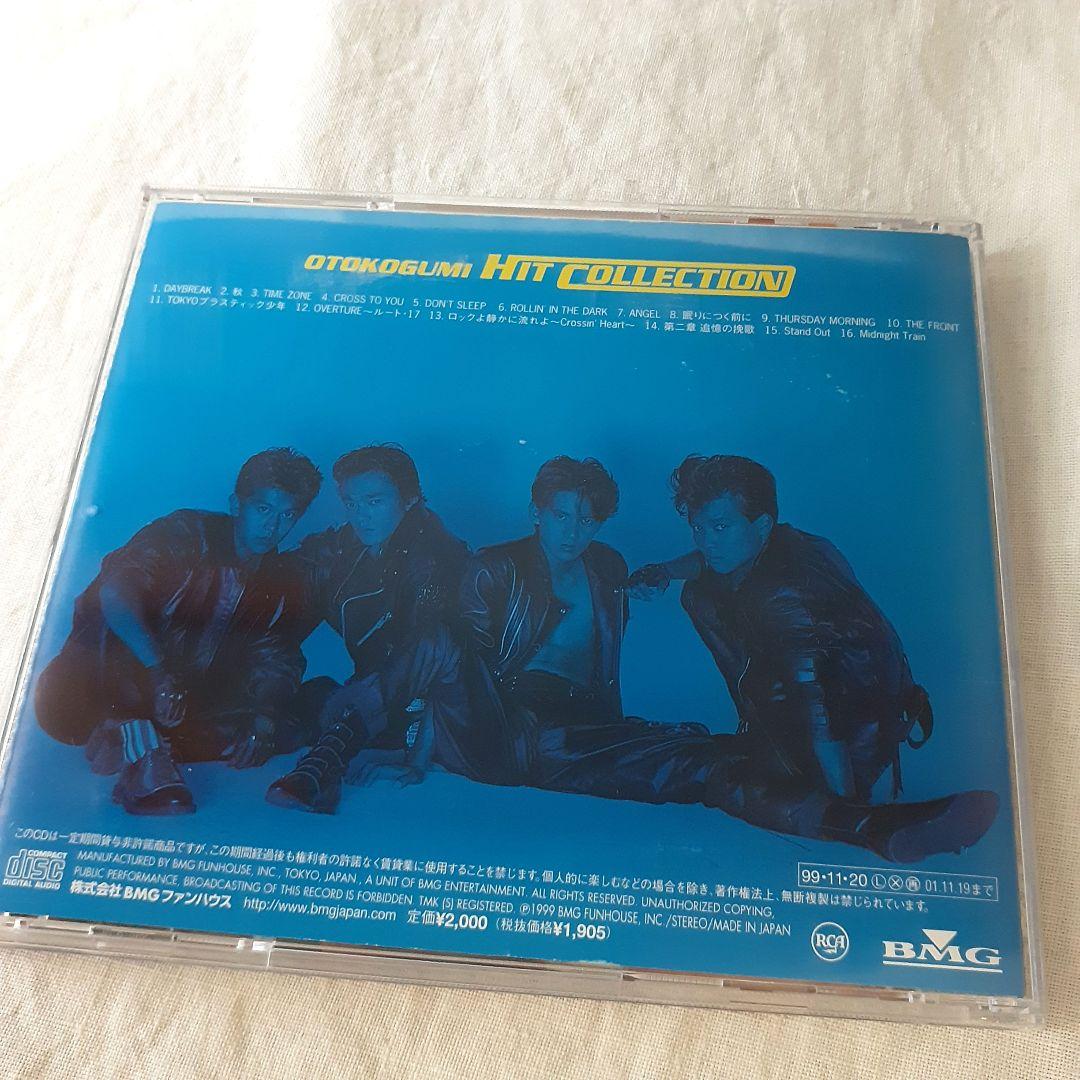 OTOKOGUMI HIT COLLECTION
1. DAYBREAK 2. 秋 3. TIME ZONE 4. CROSS TO YOU 5. DON'T SLEEP 6. ROLLIN' IN THE DARK 7. ANGEL 8. 眠りにつく前に 9. THURSDAY MORNING 10. THE FRONT
11. TOKYOプラスティック少年 12. OVERTURE〜ルート・17 13. ロックよ静かに流れよ〜Crossin' Heart〜 14. 第二章 追憶の挽歌 15. Stand Out 16. Midnight Train
このCDは一定期間貸与非許諾商品ですが、この期間経過後も権利者の許諾なく賃貸業に使用することを禁じます。個人的に楽しむなどの場合を除き、著作権法上、無断複製は禁じられています。
COMPACT
disc
DIGITAL AUDIO
MANUFACTURED BY BMG FUNHOUSE, INC., TOKYO, JAPAN, A UNIT OF BMG ENTERTAINMENT. ALL RIGHTS RESERVED. UNAUTHORIZED COPYING,
PUBLIC PERFORMANCE, BROADCASTING OF THIS RECORD IS FORBIDDEN. TMK (S) REGISTERED. Ⓟ1999 BMG FUNHOUSE, INC./STEREO/MADE IN JAPAN
株式会社BMGファンハウス http://www.bmgjapan.com 定価¥2,000 (税抜価格¥1,905)
99・11・20 Ⓛ Ⓧ ㊞ 01.11.19まで
RCA
BMG